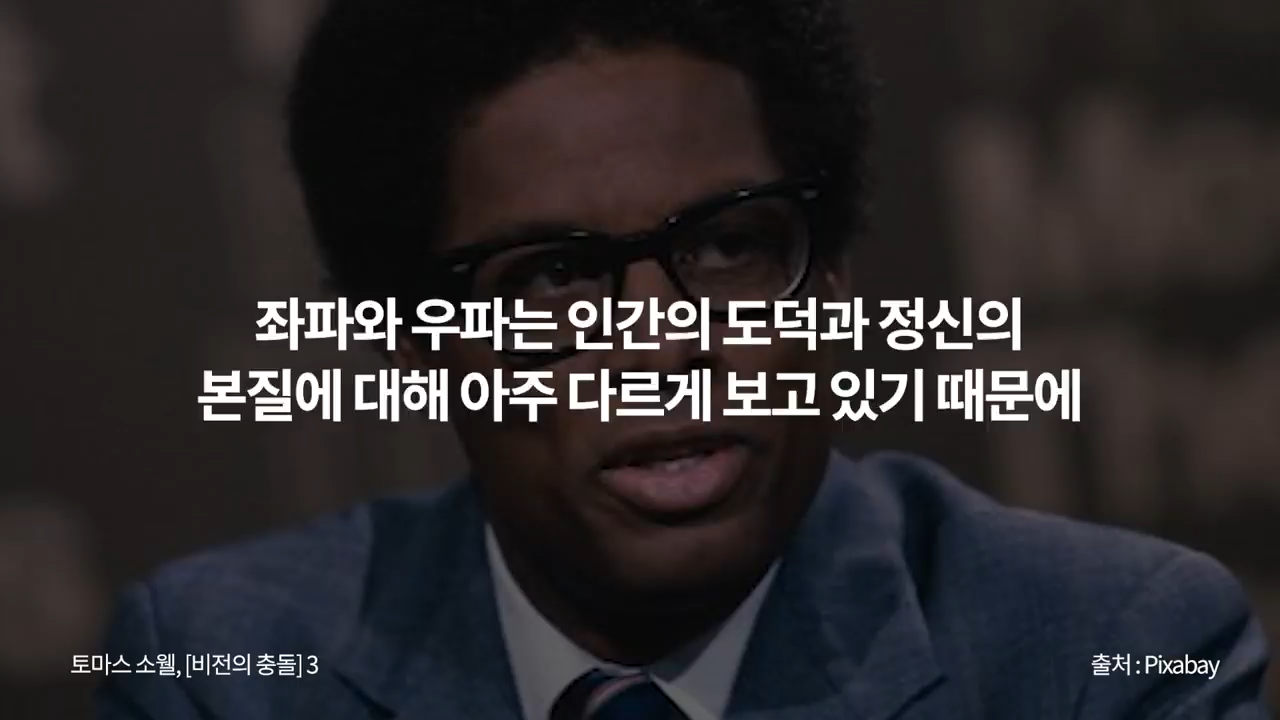 좌파와 우파는 인간의 도덕과 정신의
본질에 대해 아주 다르게 보고 있기 때문에
토마스 소웰, [비전의 충돌] 3
출처 : Pixabay